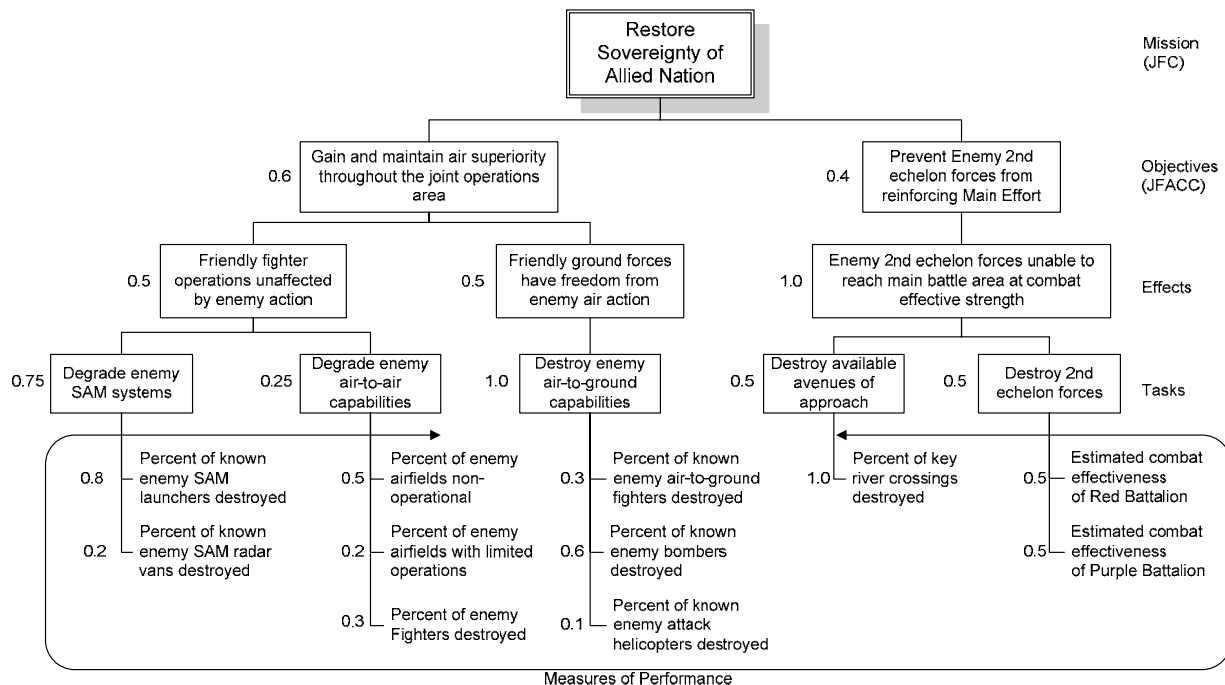 Restore
Sovereignty of
Allied Nation
Mission
(JFC)
0.6
Gain and maintain air superiority
throughout the joint operations
area
0.4
Prevent Enemy 2nd
echelon forces from
reinforcing Main Effort
Objectives
(JFACC)
0.5
Friendly fighter
operations unaffected
by enemy action
0.5
Friendly ground forces
have freedom from
enemy air action
1.0
Enemy 2nd echelon forces unable to
reach main battle area at combat
effective strength
Effects
0.75
Degrade enemy
SAM systems
0.25
Degrade enemy
air-to-air
capabilities
1.0
Destroy enemy
air-to-ground
capabilities
0.5
Destroy available
avenues of
approach
0.5
Destroy 2nd
echelon forces
Tasks
0.8
Percent of known
enemy SAM
launchers destroyed
0.2
Percent of known
enemy SAM radar
vans destroyed
0.5
Percent of enemy
airfields non-
operational
0.2
Percent of enemy
airfields with limited
operations
0.3
Percent of enemy
Fighters destroyed
0.3
Percent of known
enemy air-to-ground
fighters destroyed
0.6
Percent of known
enemy bombers
destroyed
0.1
Percent of known
enemy attack
helicopters destroyed
1.0
Percent of key
river crossings
destroyed
0.5
Estimated combat
effectiveness
of Red Battalion
0.5
Estimated combat
effectiveness
of Purple Battalion
Measures of Performance